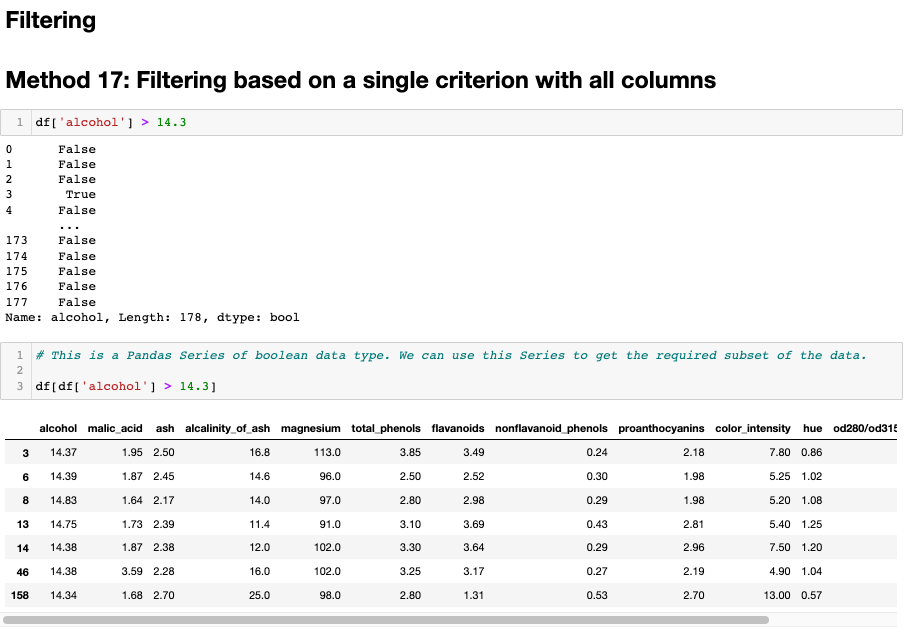 Filtering
Method 17: Filtering based on a single criterion with all columns
1 df['alcohol'] > 14.3
0 False
1 False
2 False
3 True
4 False
...
173 False
174 False
175 False
176 False
177 False
Name: alcohol, Length: 178, dtype: bool
1 # This is a Pandas Series of boolean data type. We can use this Series to get the required subset of the data.
2
3 df[df['alcohol'] > 14.3]
alcohol malic_acid ash alcalinity_of_ash magnesium total_phenols flavanoids nonflavanoid_phenols proanthocyanins color_intensity hue od280/od315
3 14.37 1.95 2.50 16.8 113.0 3.85 3.49 0.24 2.18 7.80 0.86
6 14.39 1.87 2.45 14.6 96.0 2.50 2.52 0.30 1.98 5.25 1.02
8 14.83 1.64 2.17 14.0 97.0 2.80 2.98 0.29 1.98 5.20 1.08
13 14.75 1.73 2.39 11.4 91.0 3.10 3.69 0.43 2.81 5.40 1.25
14 14.38 1.87 2.38 12.0 102.0 3.30 3.64 0.29 2.96 7.50 1.20
46 14.38 3.59 2.28 16.0 102.0 3.25 3.17 0.27 2.19 4.90 1.04
158 14.34 1.68 2.70 25.0 98.0 2.80 1.31 0.53 2.70 13.00 0.57